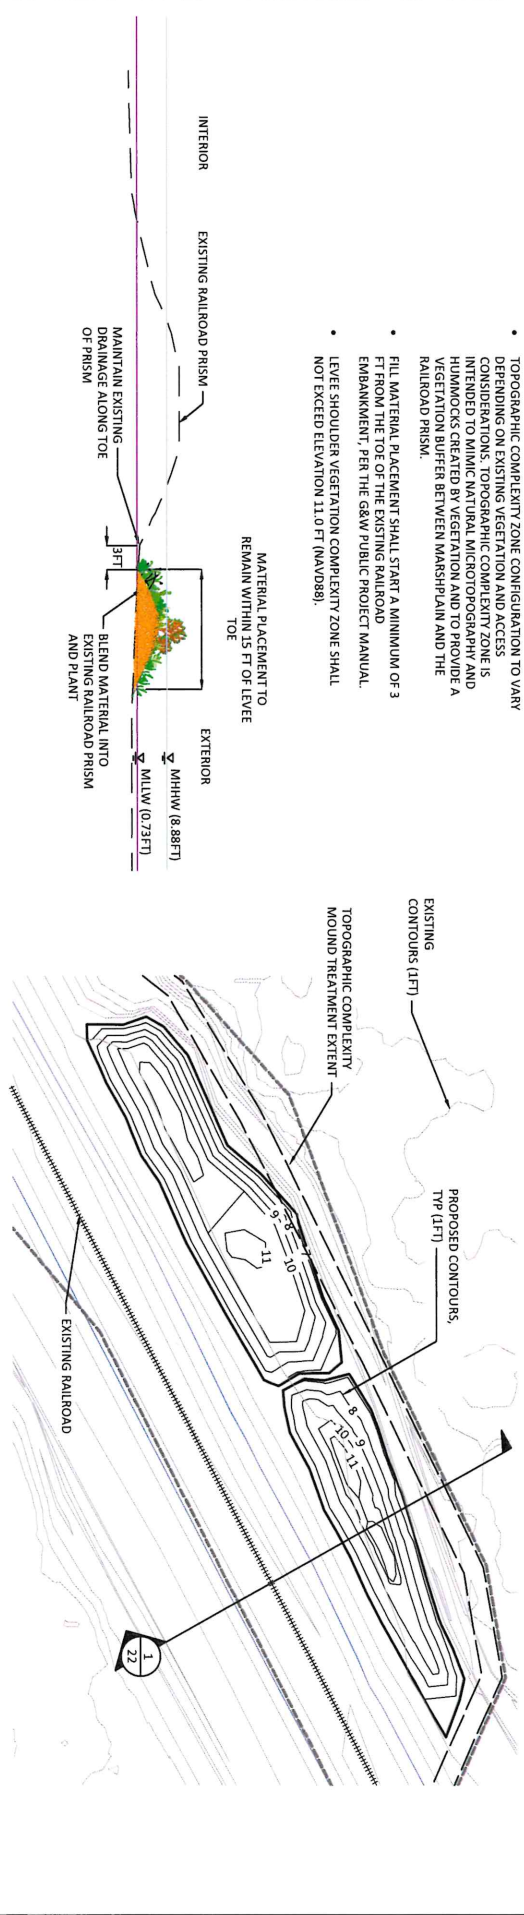 • TOPOGRAPHIC COMPLEXITY ZONE CONFIGURATION TO VARY
DEPENDING ON EXISTING VEGETATION AND ACCESS
CONSIDERATIONS. TOPOGRAPHIC COMPLEXITY ZONE IS
INTENDED TO MIMIC NATURAL MICROTOPOGRAPHY AND
HUMMOCKS CREATED BY VEGETATION AND TO PROVIDE A
VEGETATION BUFFER BETWEEN MARSHPLAIN AND THE
RAILROAD PRISM.
• FILL MATERIAL PLACEMENT SHALL START A MINIMUM OF 3
FT FROM THE TOE OF THE EXISTING RAILROAD
EMBANKMENT, PER THE G&W PUBLIC PROJECT MANUAL.
• LEVEE SHOULDER VEGETATION COMPLEXITY ZONE SHALL
NOT EXCEED ELEVATION 11.0 FT (NAVD88).
INTERIOR
EXISTING RAILROAD PRISM
MATERIAL PLACEMENT TO
REMAIN WITHIN 15 FT OF LEVEE
TOE
EXTERIOR
MHHW (8.88FT)
MLLW (0.73FT)
MAINTAIN EXISTING
DRAINAGE ALONG TOE
OF PRISM
3FT
BLEND MATERIAL INTO
EXISTING RAILROAD PRISM
AND PLANT
EXISTING
CONTOURS (1FT)
TOPOGRAPHIC COMPLEXITY
MOUND TREATMENT EXTENT
PROPOSED CONTOURS,
TYP (1FT)
7
8
9
10
11
8
9
10
11
EXISTING RAILROAD
1
22